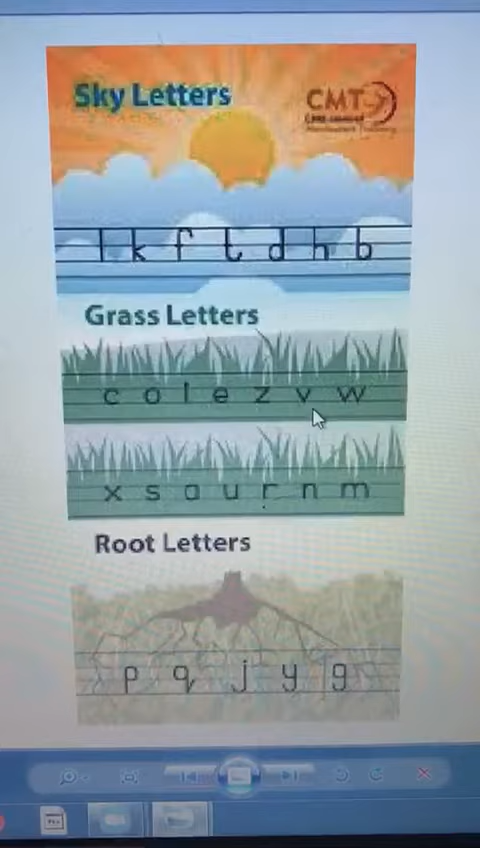 Sky Letters
CMT
l k f t d h b
Grass Letters
c o i e z v w
x s a u r n m
Root Letters
p q j y g